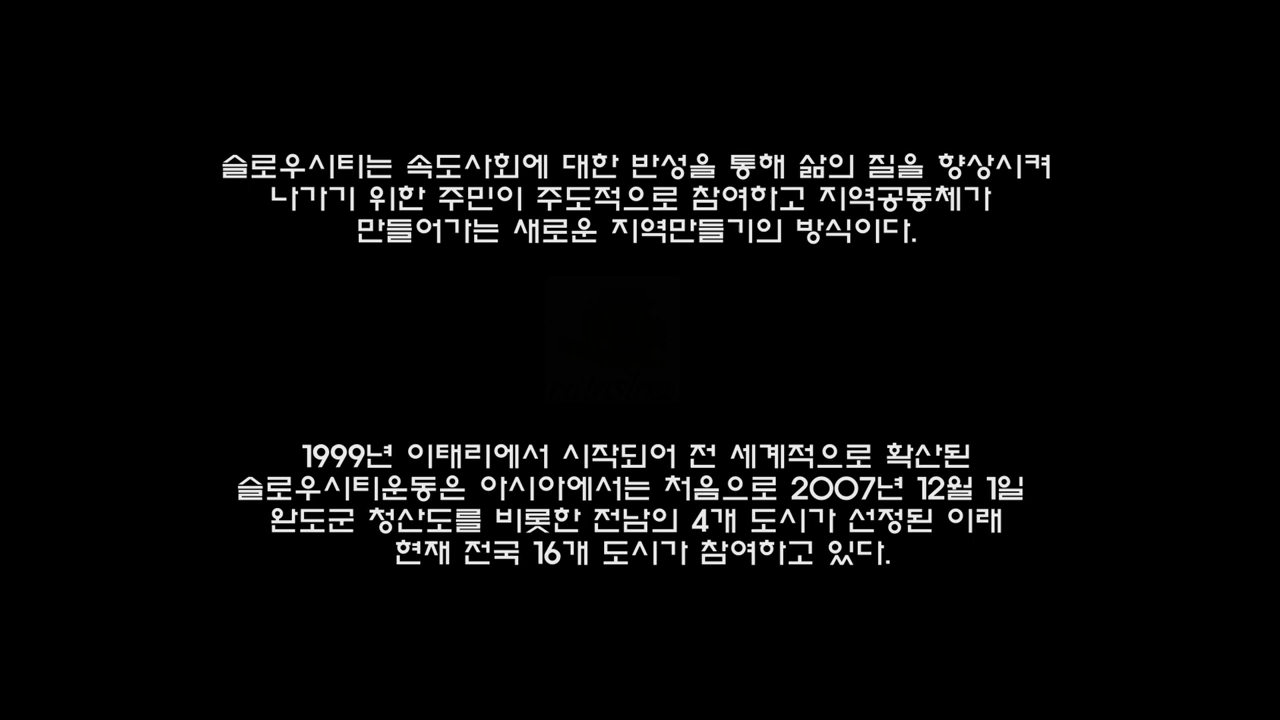 슬로우시티는 속도사회에 대한 반성을 통해 삶의 질을 향상시켜
나가기 위한 주민이 주도적으로 참여하고 지역공동체가
만들어가는 새로운 지역만들기의 방식이다.
1999년 이태리에서 시작되어 전 세계적으로 확산된
슬로우시티운동은 아시아에서는 처음으로 2007년 12월 1일
완도군 청산도를 비롯한 전남의 4개 도시가 선정된 이래
현재 전국 16개 도시가 참여하고 있다.